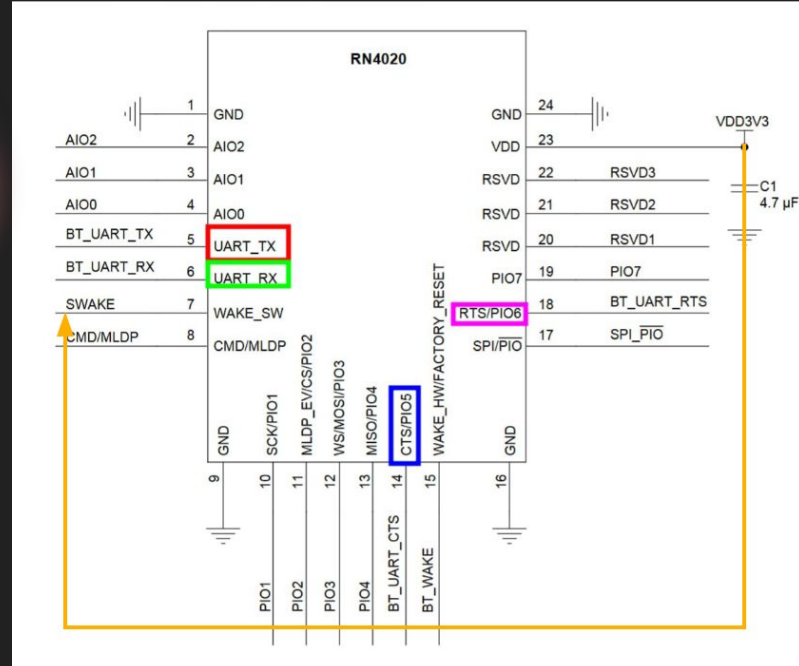 RN4020
1 GND
AIO2 2 AIO2
AIO1 3 AIO1
AIO0 4 AIO0
BT_UART_TX 5 UART_TX
BT_UART_RX 6 UART_RX
SWAKE 7 WAKE_SW
CMD/MLDP 8 CMD/MLDP
GND 24
VDD 23
VDD3V3
C1
4.7 µF
RSVD 22 RSVD3
RSVD 21 RSVD2
RSVD 20 RSVD1
PIO7 19 PIO7
RTS/PIO6 18 BT_UART_RTS
SPI/PIO 17 SPI_PIO
GND 9
SCK/PIO1 10 PIO1
MLDP_EV/CS/PIO2 11 PIO2
WS/MOSI/PIO3 12 PIO3
MISO/PIO4 13 PIO4
CTS/PIO5 14 BT_UART_CTS
WAKE_HW/FACTORY_RESET 15 BT_WAKE
GND 16